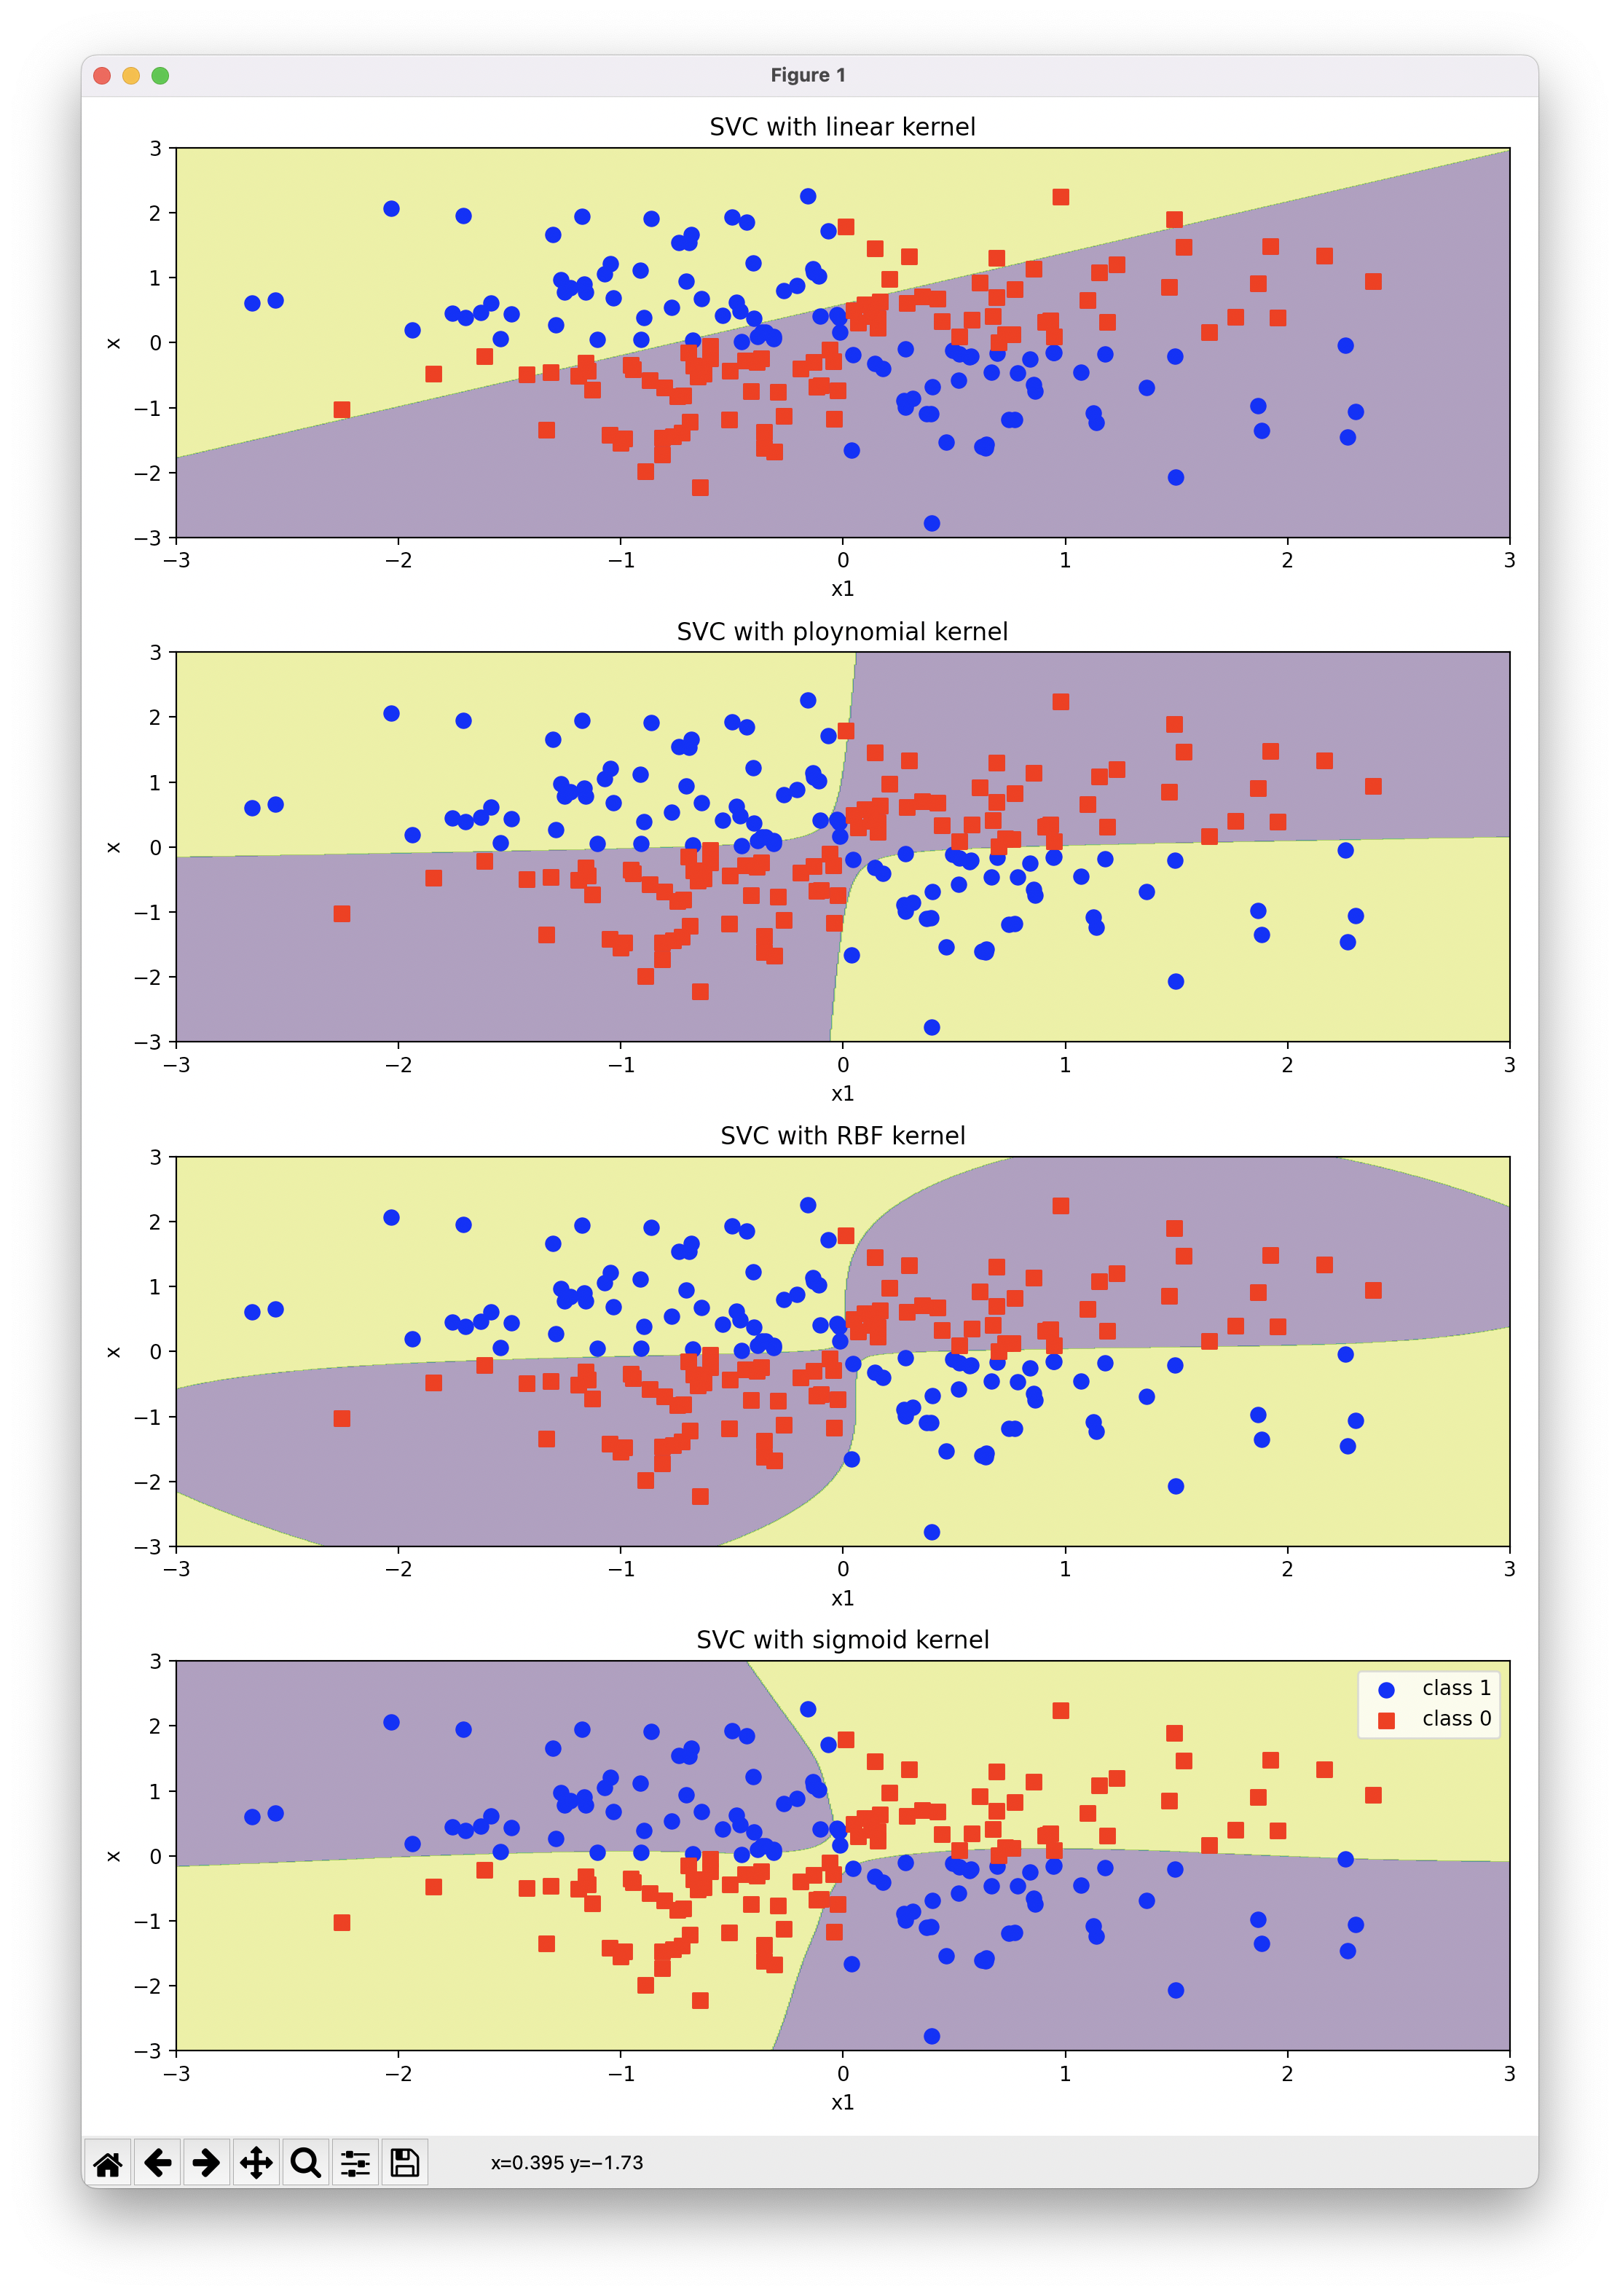 Figure 1
SVC with linear kernel
3
2
1
0
−1
−2
−3
x
−3 −2 −1 0 1 2 3
x1
SVC with ploynomial kernel
3
2
1
0
−1
−2
−3
x
−3 −2 −1 0 1 2 3
x1
SVC with RBF kernel
3
2
1
0
−1
−2
−3
x
−3 −2 −1 0 1 2 3
x1
SVC with sigmoid kernel
class 1
class 0
3
2
1
0
−1
−2
−3
x
−3 −2 −1 0 1 2 3
x1
x=0.395 y=−1.73